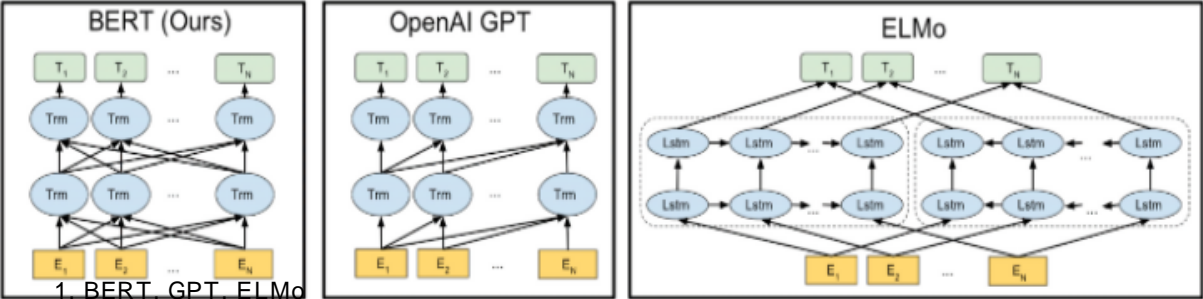 BERT (Ours)
T1 T2 ... TN
Trm Trm ... Trm
Trm Trm ... Trm
E1 E2 ... EN
OpenAI GPT
T1 T2 ... TN
Trm Trm ... Trm
Trm Trm ... Trm
E1 E2 ... EN
ELMo
T1 T2 ... TN
Lstm Lstm ... Lstm Lstm Lstm ... Lstm
Lstm Lstm ... Lstm Lstm Lstm ... Lstm
E1 E2 ... EN
1. BERT, GPT, ELMo